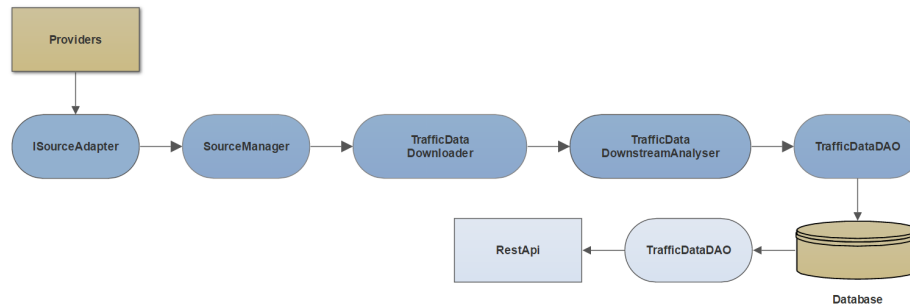 Providers
ISourceAdapter
SourceManager
TrafficData
Downloader
TrafficData
DownstreamAnalyser
TrafficDataDAO
RestApi
TrafficDataDAO
Database